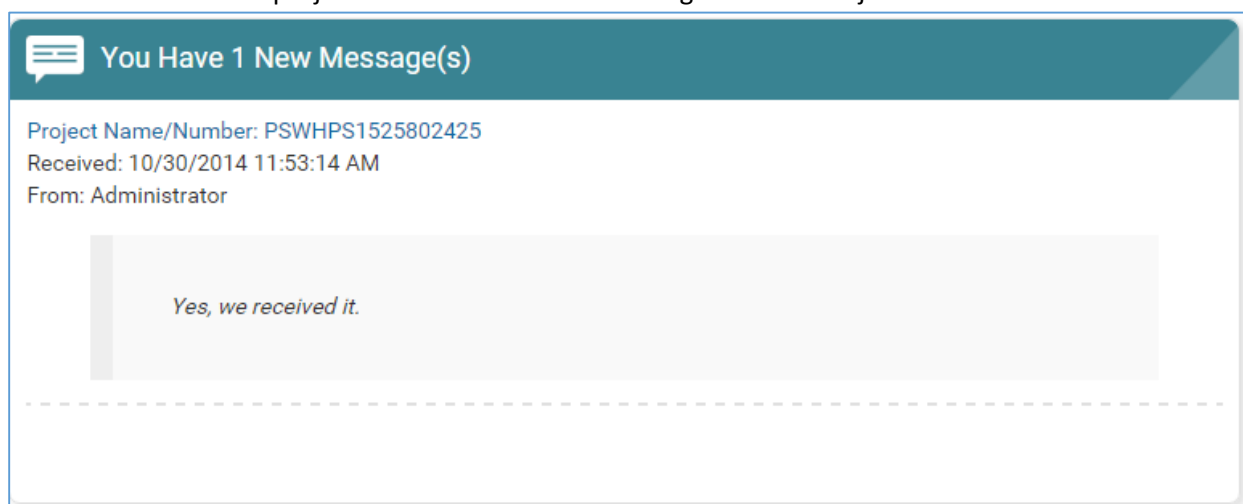 You Have 1 New Message(s)
Project Name/Number: PSWHPS1525802425
Received: 10/30/2014 11:53:14 AM
From: Administrator
Yes, we received it.